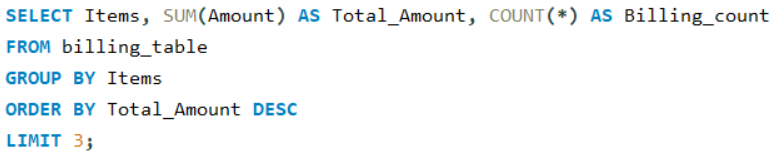 SELECT Items, SUM(Amount) AS Total_Amount, COUNT(*) AS Billing_count
FROM billing_table
GROUP BY Items
ORDER BY Total_Amount DESC
LIMIT 3;